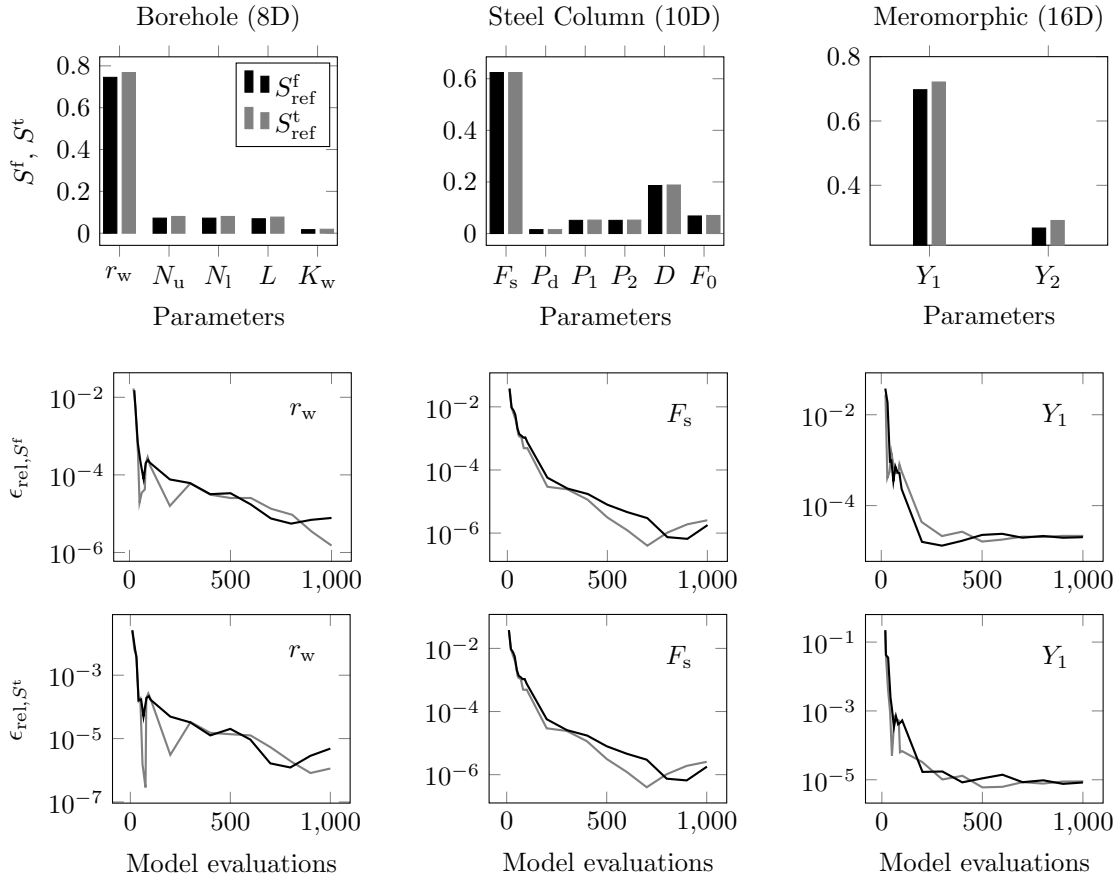 Borehole (8D)
Steel Column (10D)
Meromorphic (16D)
S^f, S^t
0.8
0.6
0.4
0.2
0
S^f_ref
S^t_ref
r_w N_u N_l L K_w
Parameters
0.6
0.4
0.2
0
F_s P_d P_1 P_2 D F_0
Parameters
0.8
0.6
0.4
Y_1 Y_2
Parameters
ϵ_rel,S^f
10^−2
10^−4
10^−6
r_w
0 500 1,000
10^−2
10^−4
10^−6
F_s
0 500 1,000
10^−2
10^−4
Y_1
0 500 1,000
ϵ_rel,S^t
10^−3
10^−5
10^−7
r_w
0 500 1,000
Model evaluations
10^−2
10^−4
10^−6
F_s
0 500 1,000
Model evaluations
10^−1
10^−3
10^−5
Y_1
0 500 1,000
Model evaluations